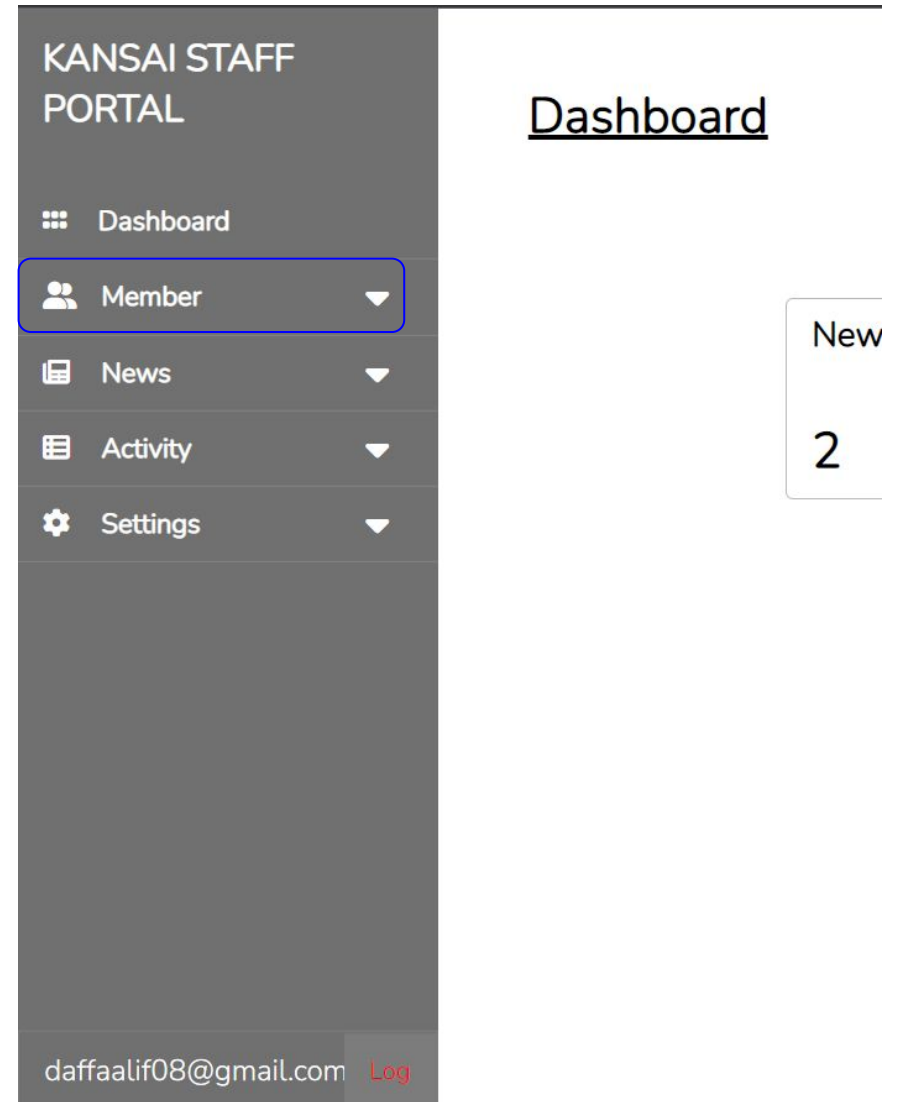 KANSAI STAFF
PORTAL
Dashboard
Dashboard
Member
News
Activity
Settings
New
2
daffaalif08@gmail.com
Log